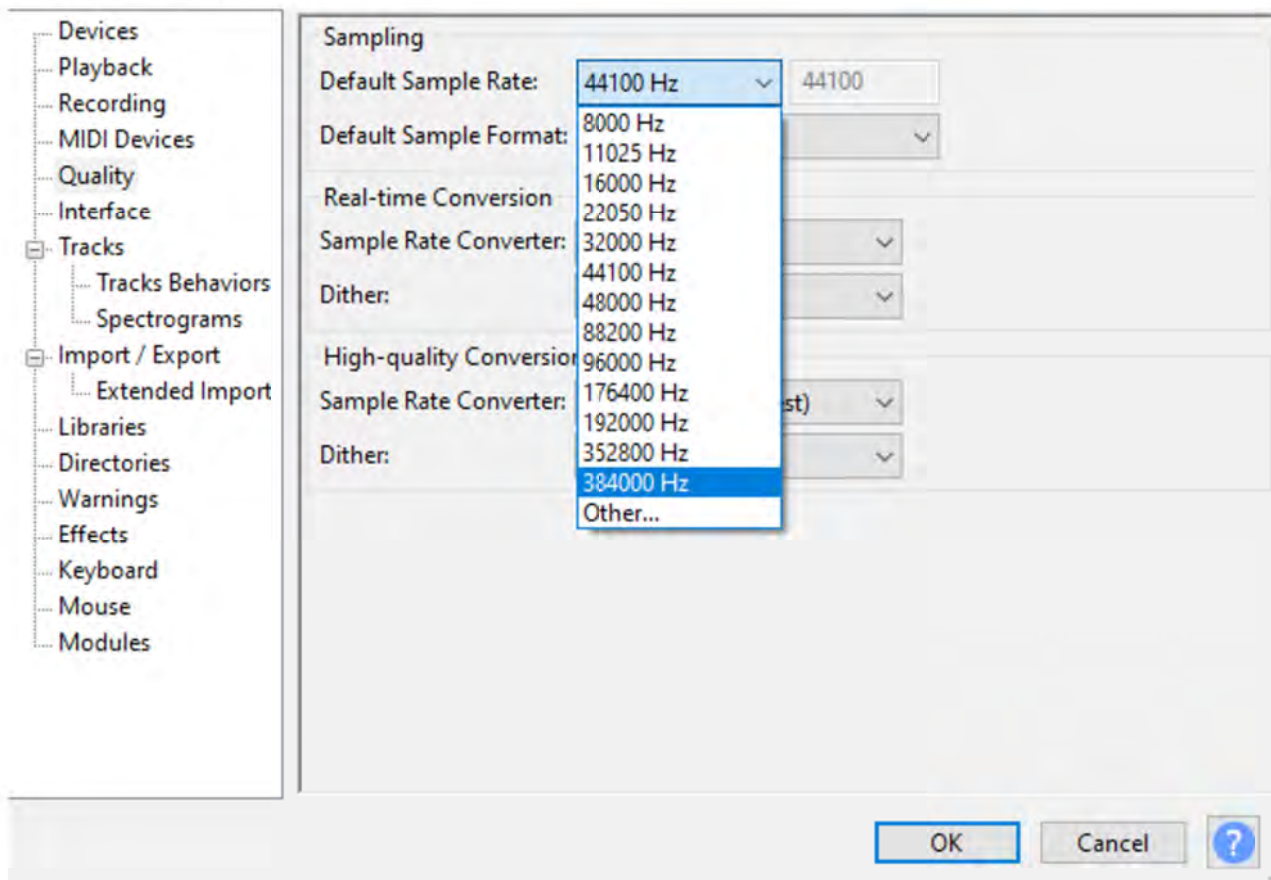 Devices
Playback
Recording
MIDI Devices
Quality
Interface
Tracks
Tracks Behaviors
Spectrograms
Import / Export
Extended Import
Libraries
Directories
Warnings
Effects
Keyboard
Mouse
Modules
Sampling
Default Sample Rate: 44100 Hz 44100
Default Sample Format:
8000 Hz
11025 Hz
16000 Hz
22050 Hz
32000 Hz
44100 Hz
48000 Hz
88200 Hz
96000 Hz
176400 Hz
192000 Hz
352800 Hz
384000 Hz
Other...
Real-time Conversion
Sample Rate Converter:
Dither:
High-quality Conversion
Sample Rate Converter: st)
Dither:
OK Cancel ?